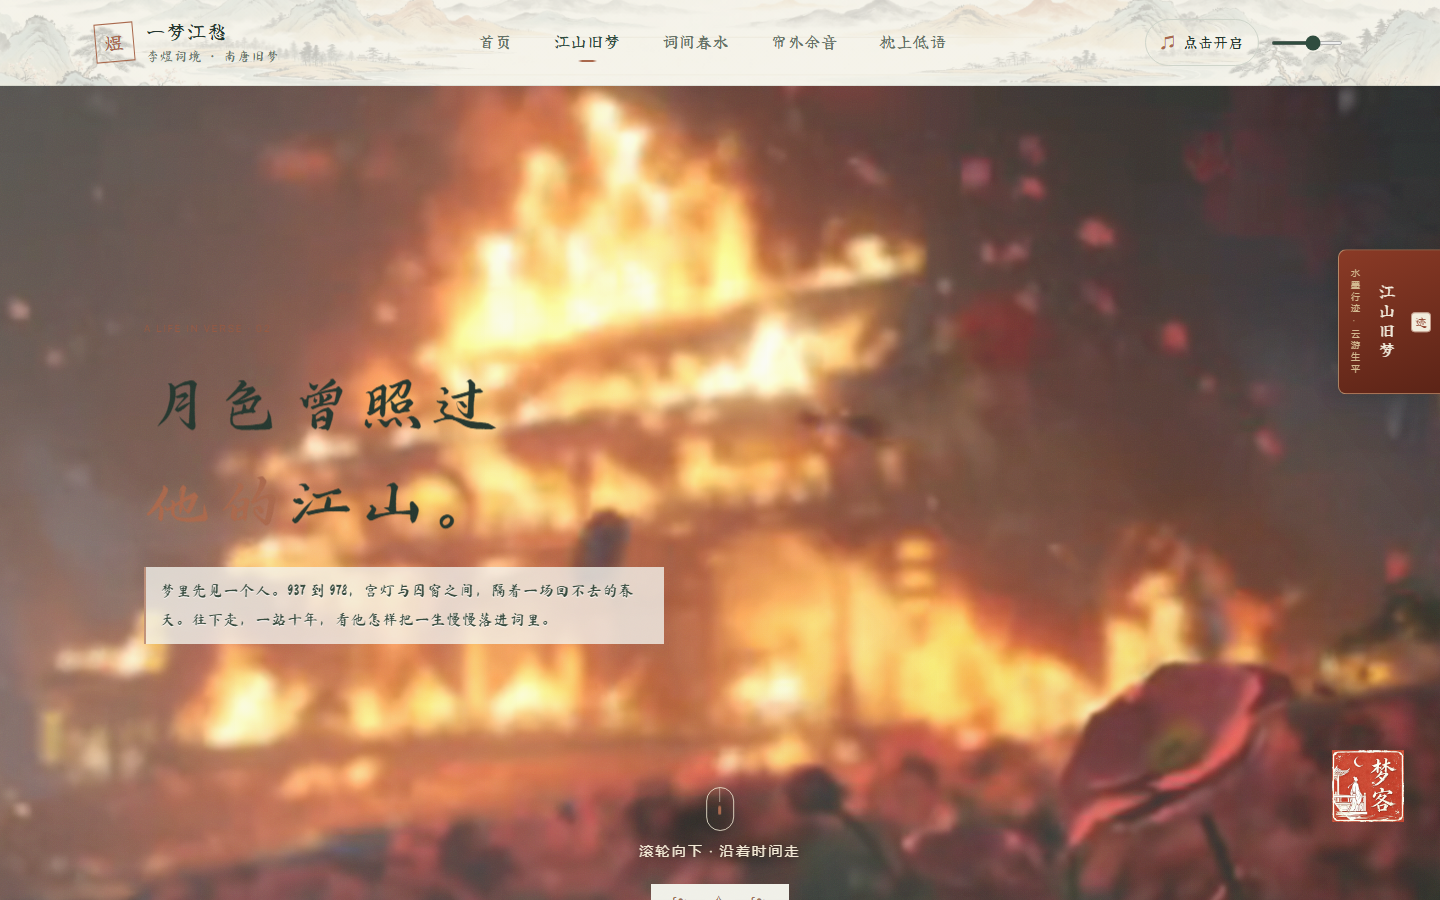 煜
一梦江愁
李煜词境 · 南唐旧梦
首页
江山旧梦
词间春水
帘外余音
枕上低语
点击开启
月色曾照过
他的江山。
梦里先见一个人。937 到 978，宫灯与囚窗之间，隔着一场回不去的春
天。往下走，一站十年，看他怎样把一生慢慢落进词里。
迹
江山旧梦
水墨行迹 · 云游生平
梦客
滚轮向下 · 沿着时间走